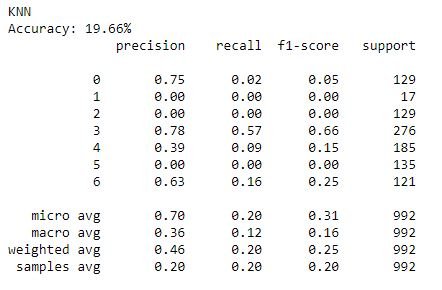 KNN
Accuracy: 19.66%
precision recall f1-score support
0 0.75 0.02 0.05 129
1 0.00 0.00 0.00 17
2 0.00 0.00 0.00 129
3 0.78 0.57 0.66 276
4 0.39 0.09 0.15 185
5 0.00 0.00 0.00 135
6 0.63 0.16 0.25 121
micro avg 0.70 0.20 0.31 992
macro avg 0.36 0.12 0.16 992
weighted avg 0.46 0.20 0.25 992
samples avg 0.20 0.20 0.20 992